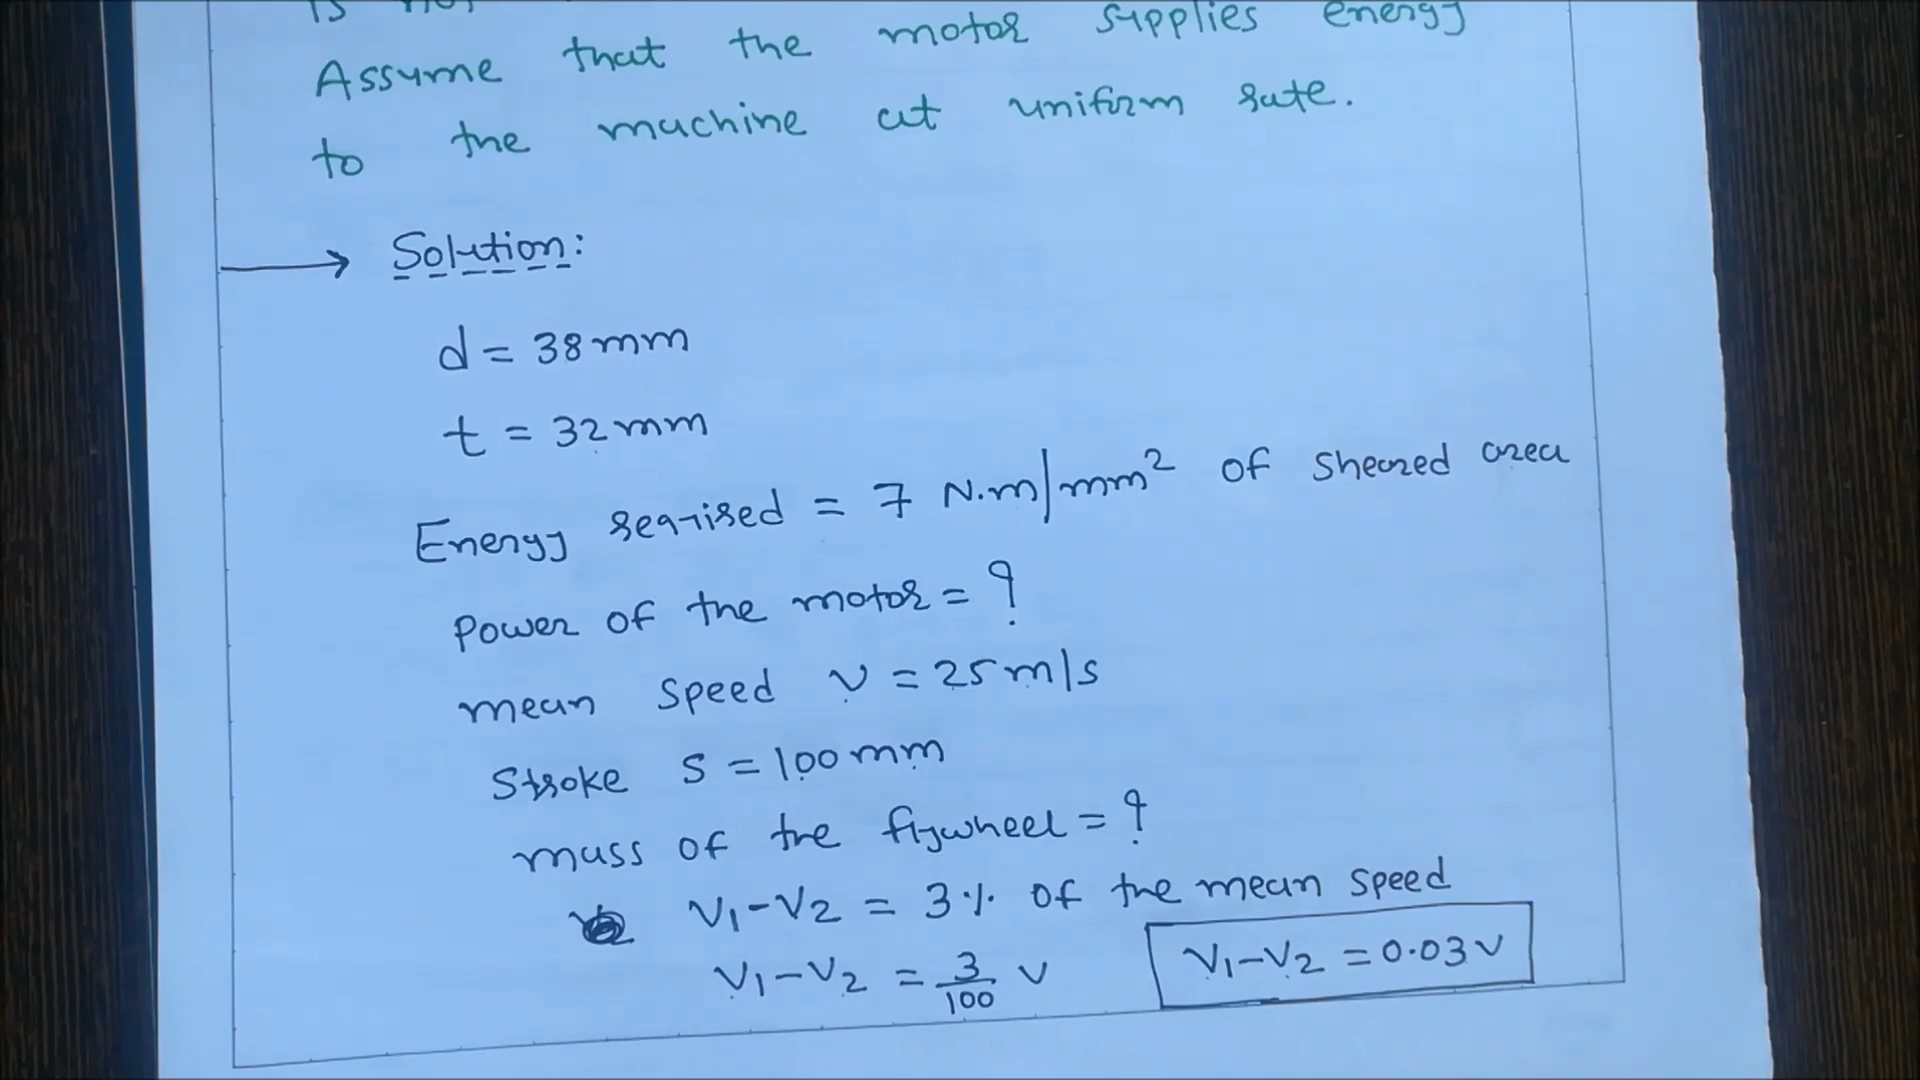 is not
Assume that the motor supplies energy
to the machine at uniform rate.
Solution:
d = 38 mm
t = 32 mm
Energy required = 7 N.m/mm² of sheared area
Power of the motor = ?
mean speed v = 25 m/s
Stroke s = 100 mm
mass of the flywheel = ?
V₁-V₂ = 3% of the mean speed
V₁-V₂ = 3/100 v
V₁-V₂ = 0.03 v